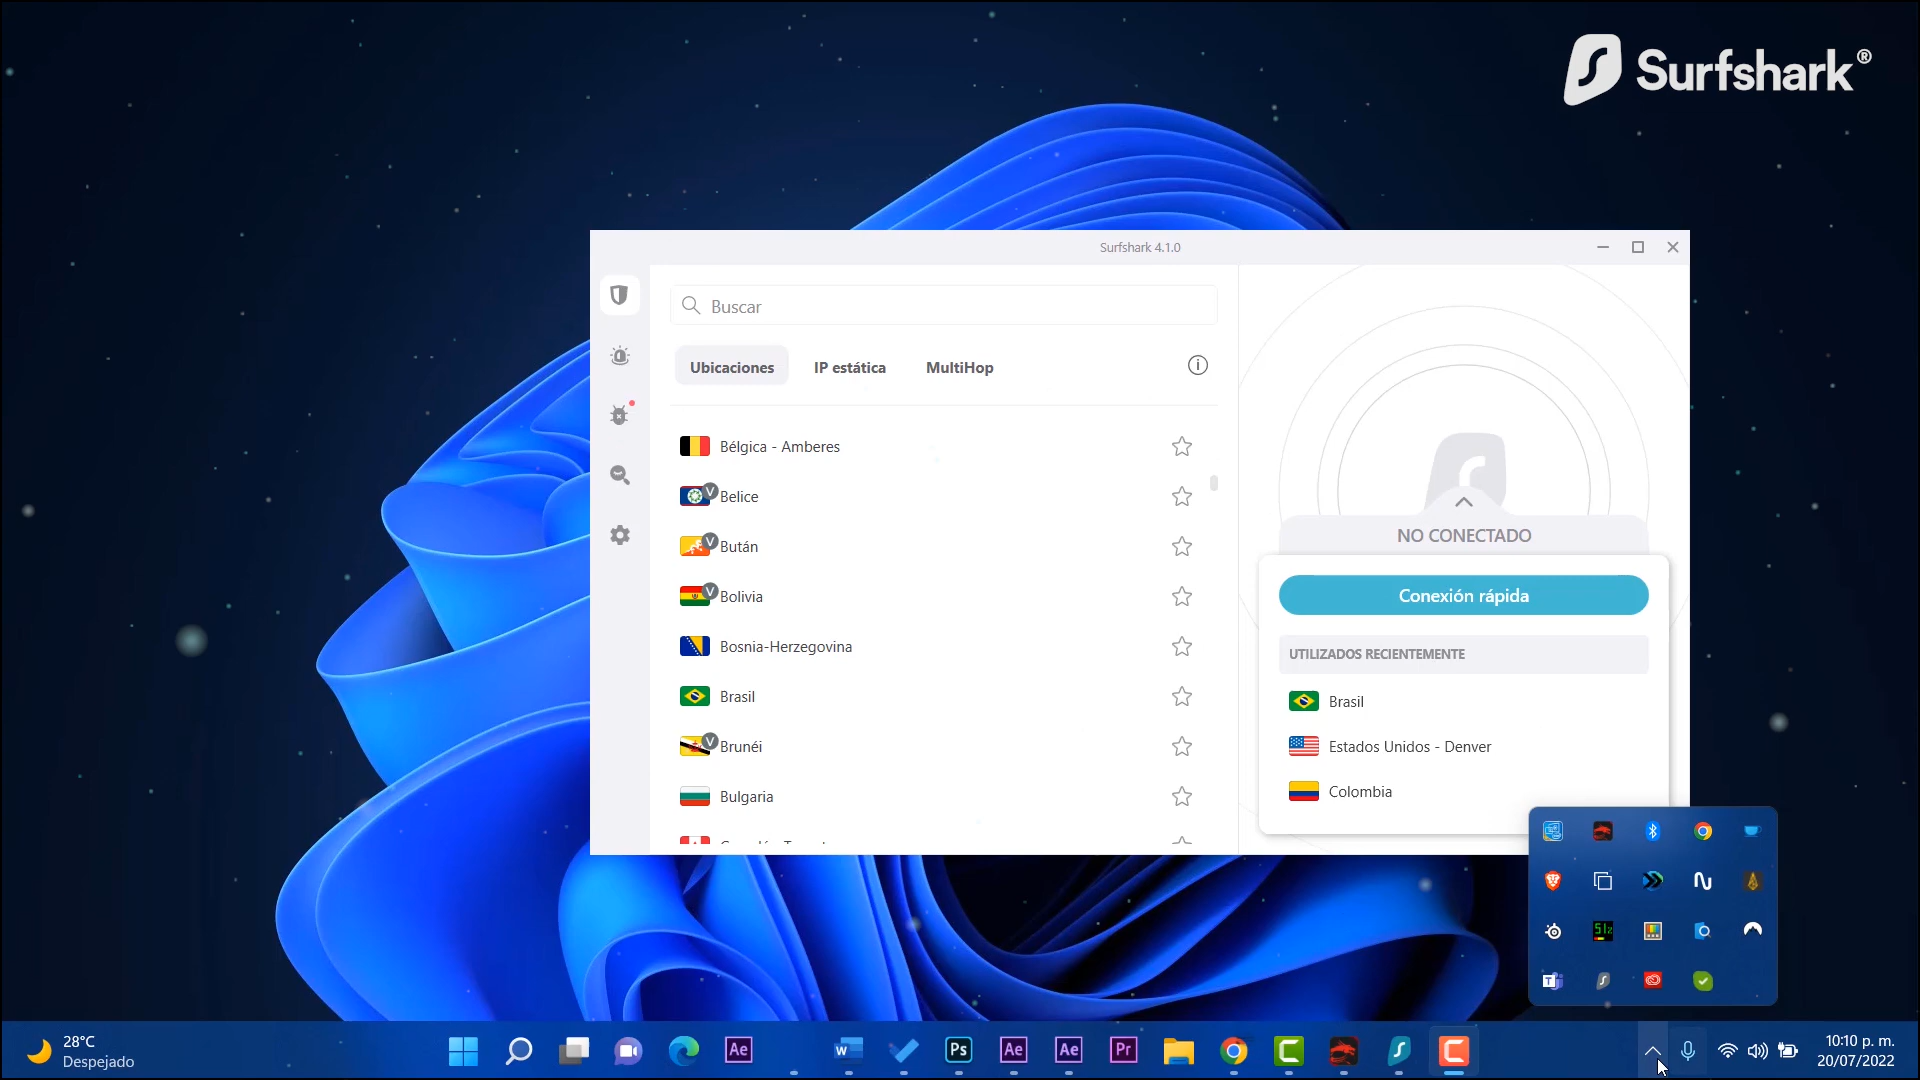 Surfshark®
Surfshark 4.1.0
Buscar
Ubicaciones
IP estática
MultiHop
Bélgica - Amberes
V
Belice
V
Bután
V
Bolivia
Bosnia-Herzegovina
Brasil
V
Brunéi
Bulgaria
NO CONECTADO
Conexión rápida
UTILIZADOS RECIENTEMENTE
Brasil
Estados Unidos - Denver
Colombia
28°C
Despejado
Ae
W
Ps
Ae
Ae
Pr
10:10 p. m.
20/07/2022